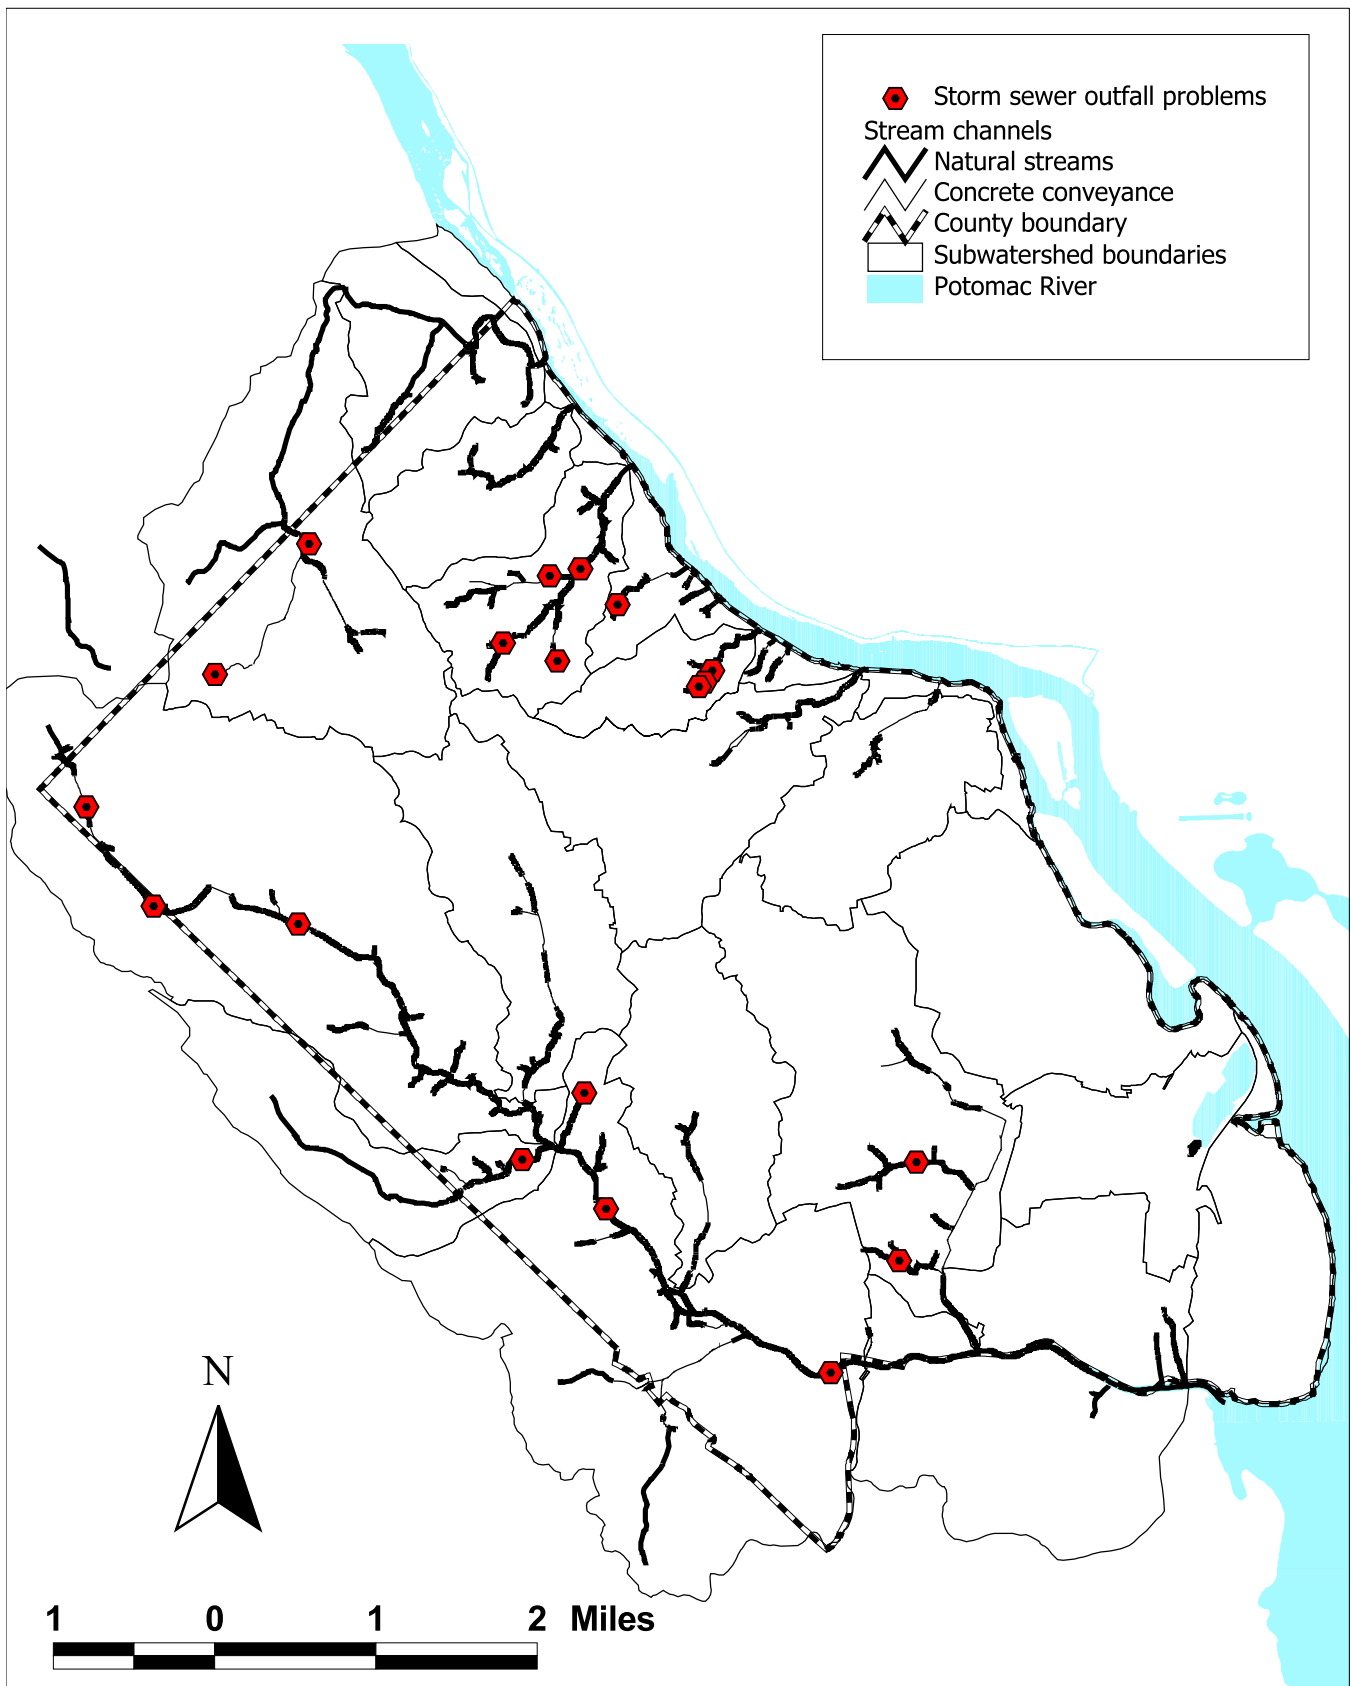 Storm sewer outfall problems
Stream channels
Natural streams
Concrete conveyance
County boundary
Subwatershed boundaries
Potomac River
N
1 0 1 2 Miles